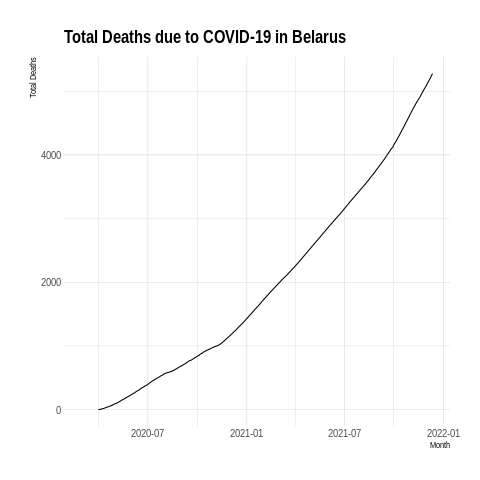 Total Deaths due to COVID-19 in Belarus
Total Deaths
4000
2000
0
2020-07 2021-01 2021-07 2022-01
Month